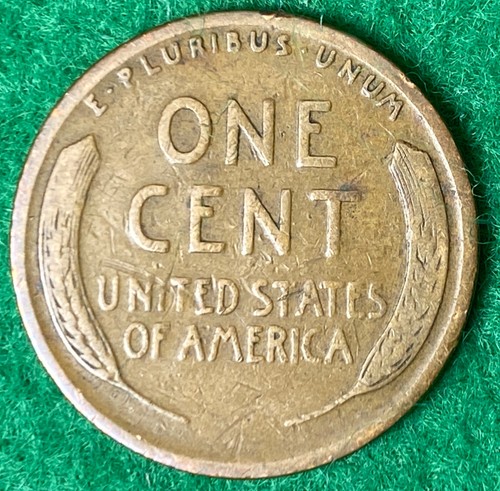 E·PLURIBUS·UNUM
ONE
CENT
UNITED STATES
OF AMERICA